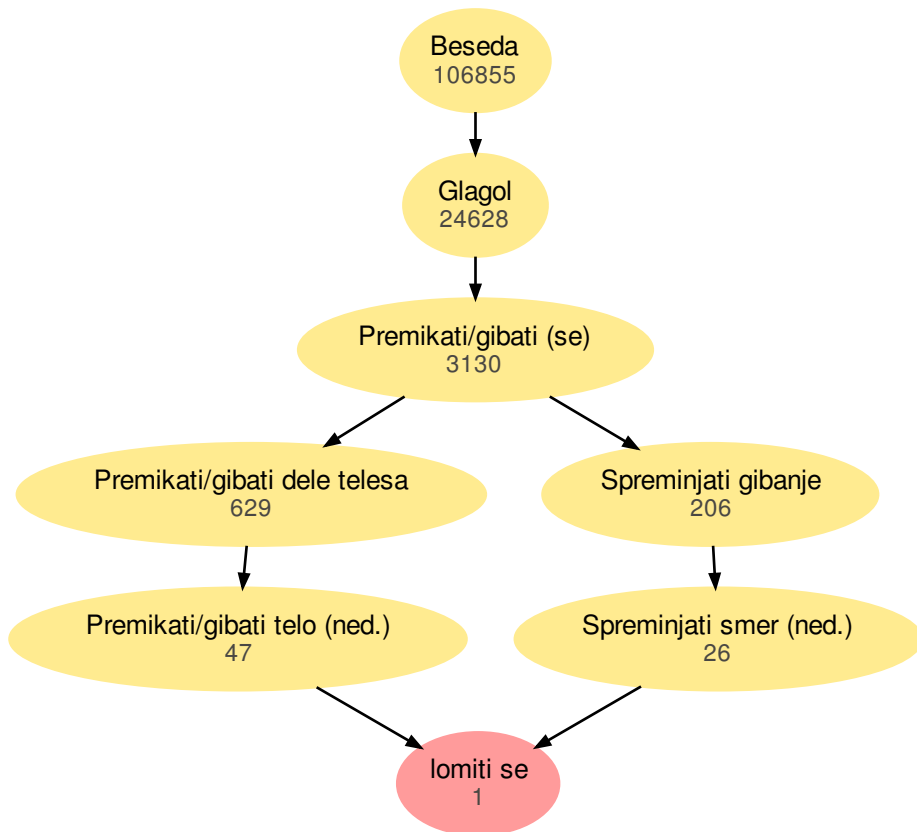 Beseda
106855
Glagol
24628
Premikati/gibati (se)
3130
Premikati/gibati dele telesa
629
Spreminjati gibanje
206
Premikati/gibati telo (ned.)
47
Spreminjati smer (ned.)
26
lomiti se
1